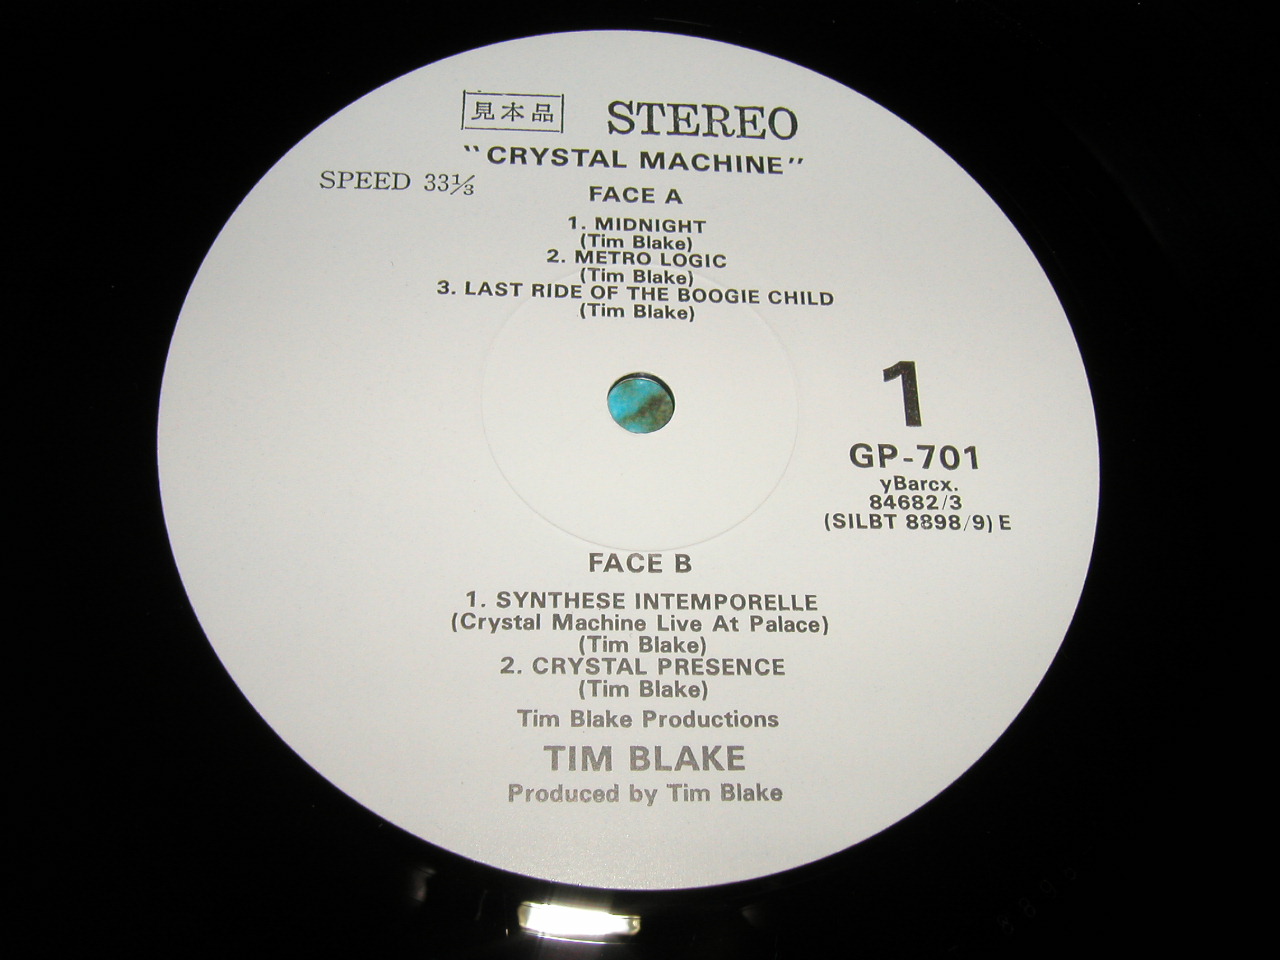 見本品 STEREO
"CRYSTAL MACHINE"
SPEED 33⅓
FACE A
1. MIDNIGHT
(Tim Blake)
2. METRO LOGIC
(Tim Blake)
3. LAST RIDE OF THE BOOGIE CHILD
(Tim Blake)
1
GP-701
yBarcx.
84682/3
(SILBT 8898/9) E
FACE B
1. SYNTHESE INTEMPORELLE
(Crystal Machine Live At Palace)
(Tim Blake)
2. CRYSTAL PRESENCE
(Tim Blake)
Tim Blake Productions
TIM BLAKE
Produced by Tim Blake